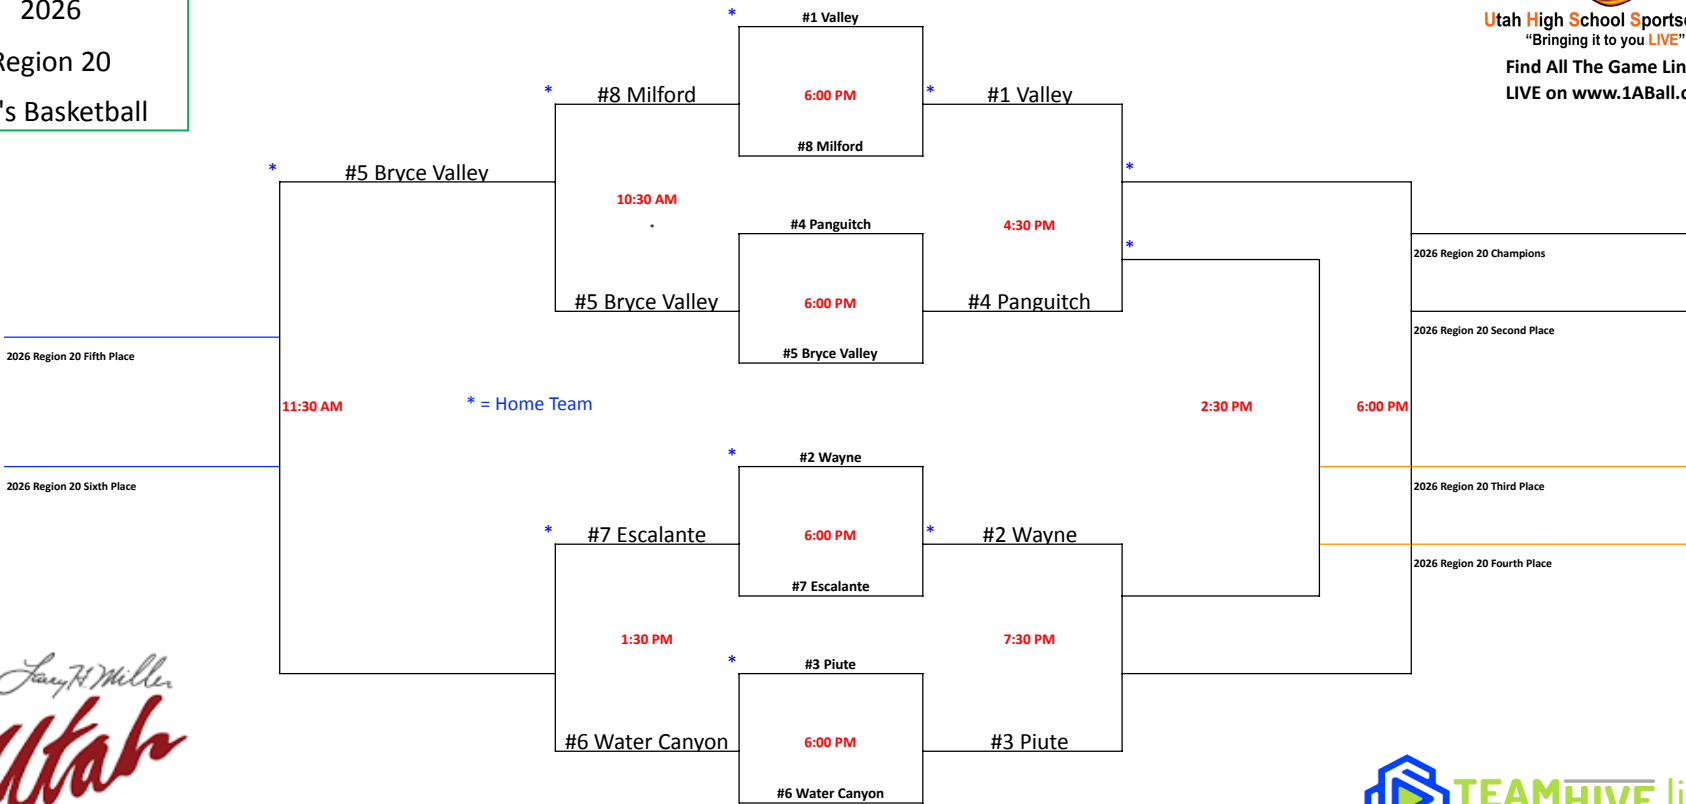 2026
Region 20
's Basketball
* #1 Valley
6:00 PM
#8 Milford
* #8 Milford
* #1 Valley
* #5 Bryce Valley
10:30 AM
#4 Panguitch
6:00 PM
#5 Bryce Valley
#5 Bryce Valley
4:30 PM
#4 Panguitch
*
*
Utah High School Sports
“Bringing it to you LIVE”
Find All The Game Lin
LIVE on www.1ABall.c
2026 Region 20 Champions
2026 Region 20 Second Place
2026 Region 20 Fifth Place
11:30 AM
* = Home Team
2:30 PM
6:00 PM
2026 Region 20 Sixth Place
* #2 Wayne
6:00 PM
#7 Escalante
* #7 Escalante
* #2 Wayne
2026 Region 20 Third Place
2026 Region 20 Fourth Place
1:30 PM
7:30 PM
* #3 Piute
6:00 PM
#6 Water Canyon
#6 Water Canyon
#3 Piute
Larry H. Miller
Utah
TEAMHIVE li